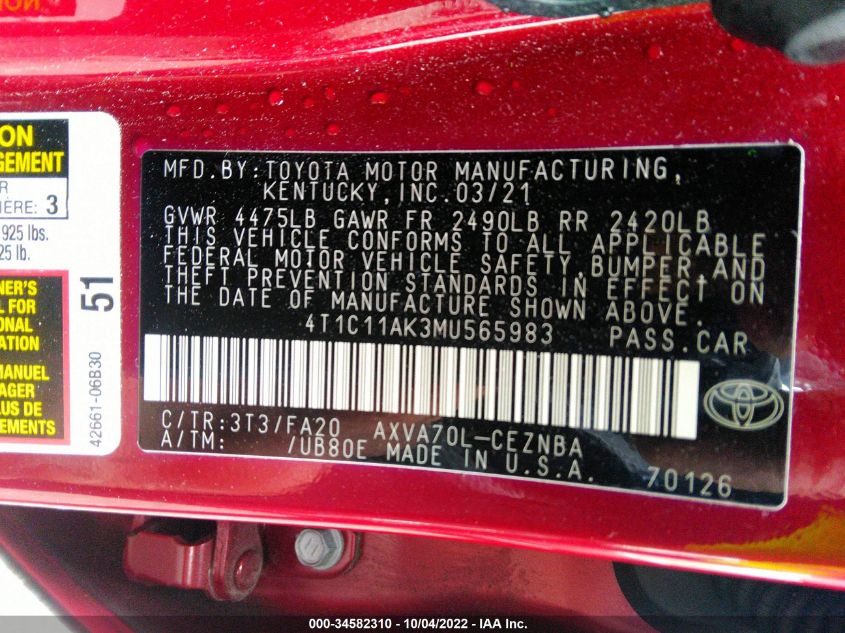 MFD.BY:TOYOTA MOTOR MANUFACTURING,
KENTUCKY,INC.03/21
GVWR 4475LB GAWR FR 2490LB RR 2420LB
THIS VEHICLE CONFORMS TO ALL APPLICABLE
FEDERAL MOTOR VEHICLE SAFETY,BUMPER,AND
THEFT PREVENTION STANDARDS IN EFFECT ON
THE DATE OF MANUFACTURE SHOWN ABOVE.
4T1C11AK3MU565983 PASS.CAR
C/TR:3T3/FA20 AXVA70L-CEZNBA
A/TM: /UB80E MADE IN U.S.A. 70126
ON
GEMENT
R
IÈRE: 3
925 lbs.
25 lb.
NER'S
L FOR
ONAL
ATION
MANUEL
AGER
LUS DE
EMENTS
51
42661-06B30
000-34582310 - 10/04/2022 - IAA Inc.